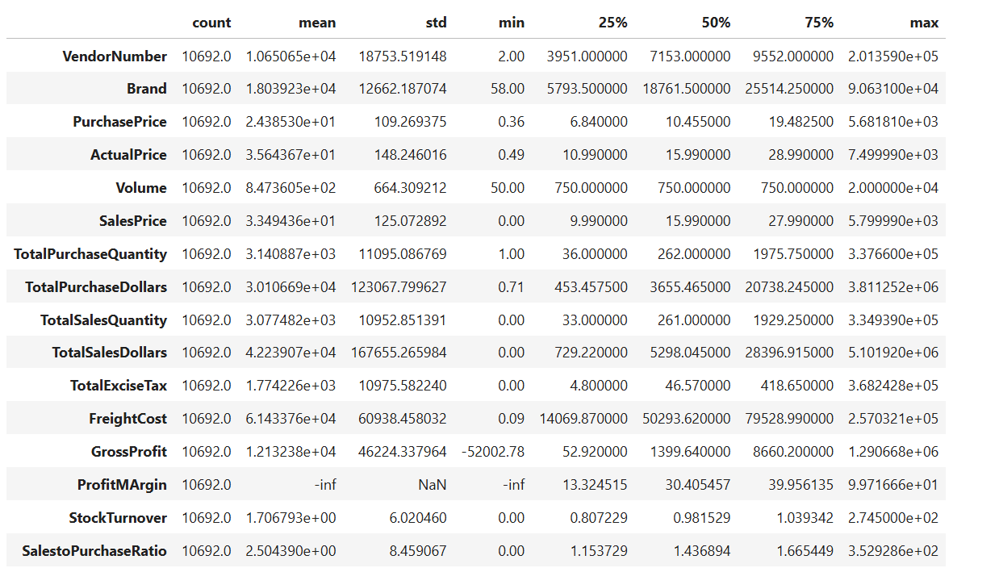 count mean std min 25% 50% 75% max
VendorNumber 10692.0 1.065065e+04 18753.519148 2.00 3951.000000 7153.000000 9552.000000 2.013590e+05
Brand 10692.0 1.803923e+04 12662.187074 58.00 5793.500000 18761.500000 25514.250000 9.063100e+04
PurchasePrice 10692.0 2.438530e+01 109.269375 0.36 6.840000 10.455000 19.482500 5.681810e+03
ActualPrice 10692.0 3.564367e+01 148.246016 0.49 10.990000 15.990000 28.990000 7.499990e+03
Volume 10692.0 8.473605e+02 664.309212 50.00 750.000000 750.000000 750.000000 2.000000e+04
SalesPrice 10692.0 3.349436e+01 125.072892 0.00 9.990000 15.990000 27.990000 5.799990e+03
TotalPurchaseQuantity 10692.0 3.140887e+03 11095.086769 1.00 36.000000 262.000000 1975.750000 3.376600e+05
TotalPurchaseDollars 10692.0 3.010669e+04 123067.799627 0.71 453.457500 3655.465000 20738.245000 3.811252e+06
TotalSalesQuantity 10692.0 3.077482e+03 10952.851391 0.00 33.000000 261.000000 1929.250000 3.349390e+05
TotalSalesDollars 10692.0 4.223907e+04 167655.265984 0.00 729.220000 5298.045000 28396.915000 5.101920e+06
TotalExciseTax 10692.0 1.774226e+03 10975.582240 0.00 4.800000 46.570000 418.650000 3.682428e+05
FreightCost 10692.0 6.143376e+04 60938.458032 0.09 14069.870000 50293.620000 79528.990000 2.570321e+05
GrossProfit 10692.0 1.213238e+04 46224.337964 -52002.78 52.920000 1399.640000 8660.200000 1.290668e+06
ProfitMArgin 10692.0 -inf NaN -inf 13.324515 30.405457 39.956135 9.971666e+01
StockTurnover 10692.0 1.706793e+00 6.020460 0.00 0.807229 0.981529 1.039342 2.745000e+02
SalestoPurchaseRatio 10692.0 2.504390e+00 8.459067 0.00 1.153729 1.436894 1.665449 3.529286e+02